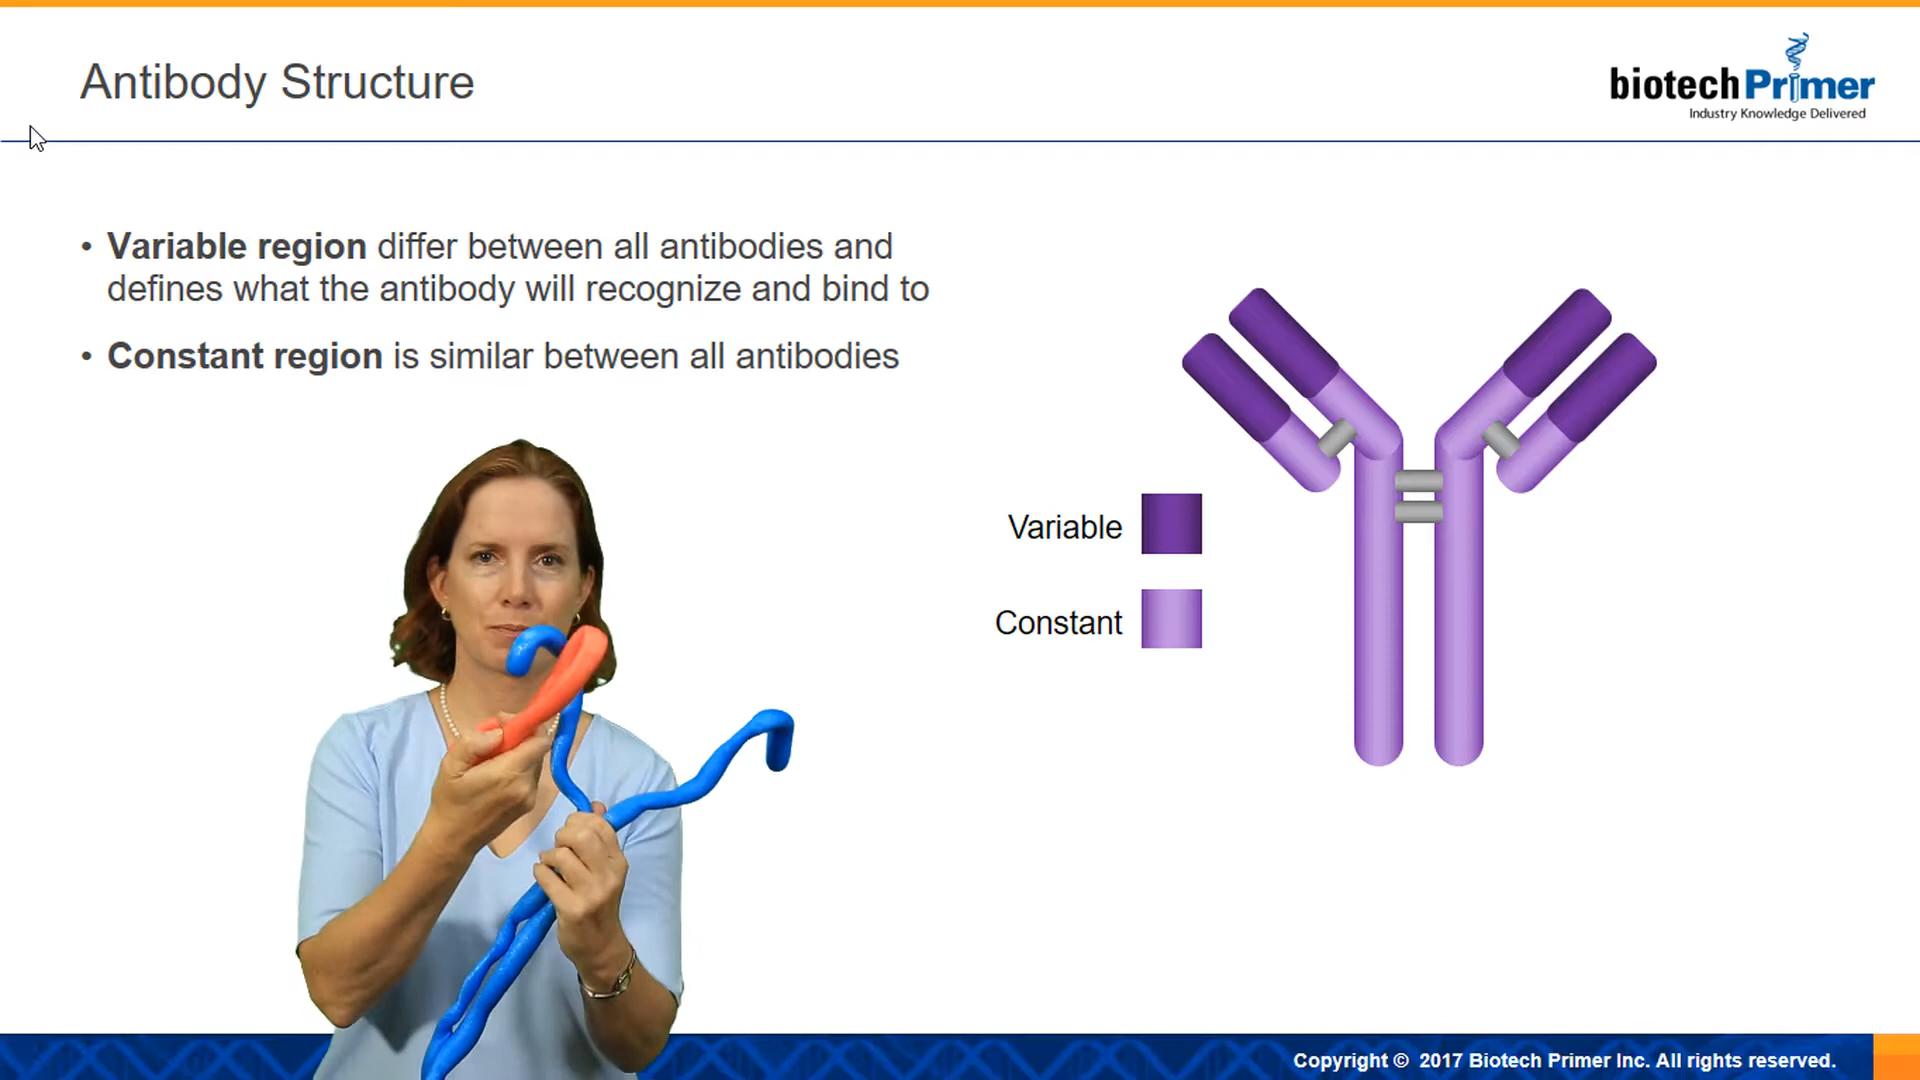 Antibody Structure
biotechPrimer
Industry Knowledge Delivered
• Variable region differ between all antibodies and
defines what the antibody will recognize and bind to
• Constant region is similar between all antibodies
Variable
Constant
Copyright © 2017 Biotech Primer Inc. All rights reserved.